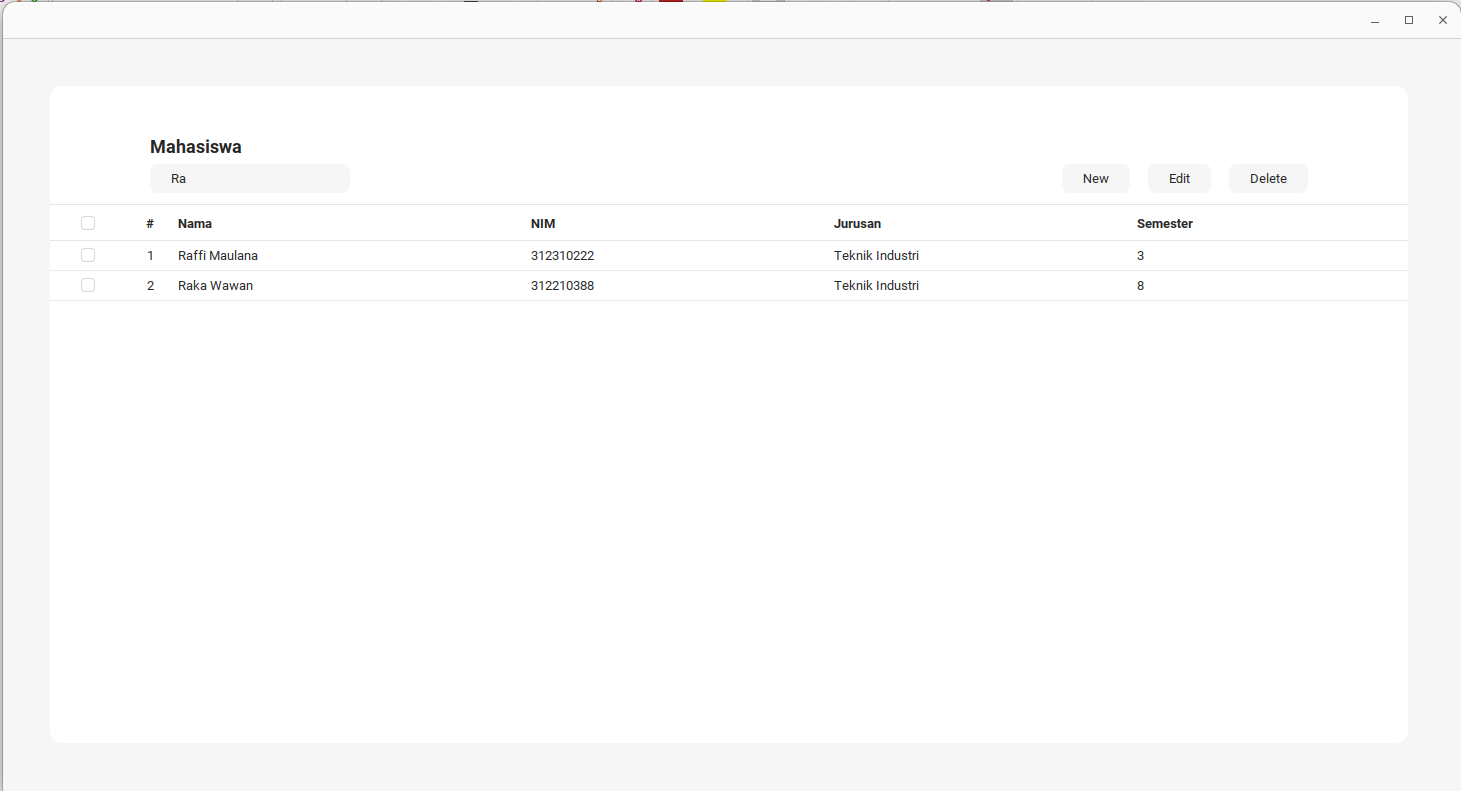 Mahasiswa
Ra
New Edit Delete
# Nama NIM Jurusan Semester
1 Raffi Maulana 312310222 Teknik Industri 3
2 Raka Wawan 312210388 Teknik Industri 8